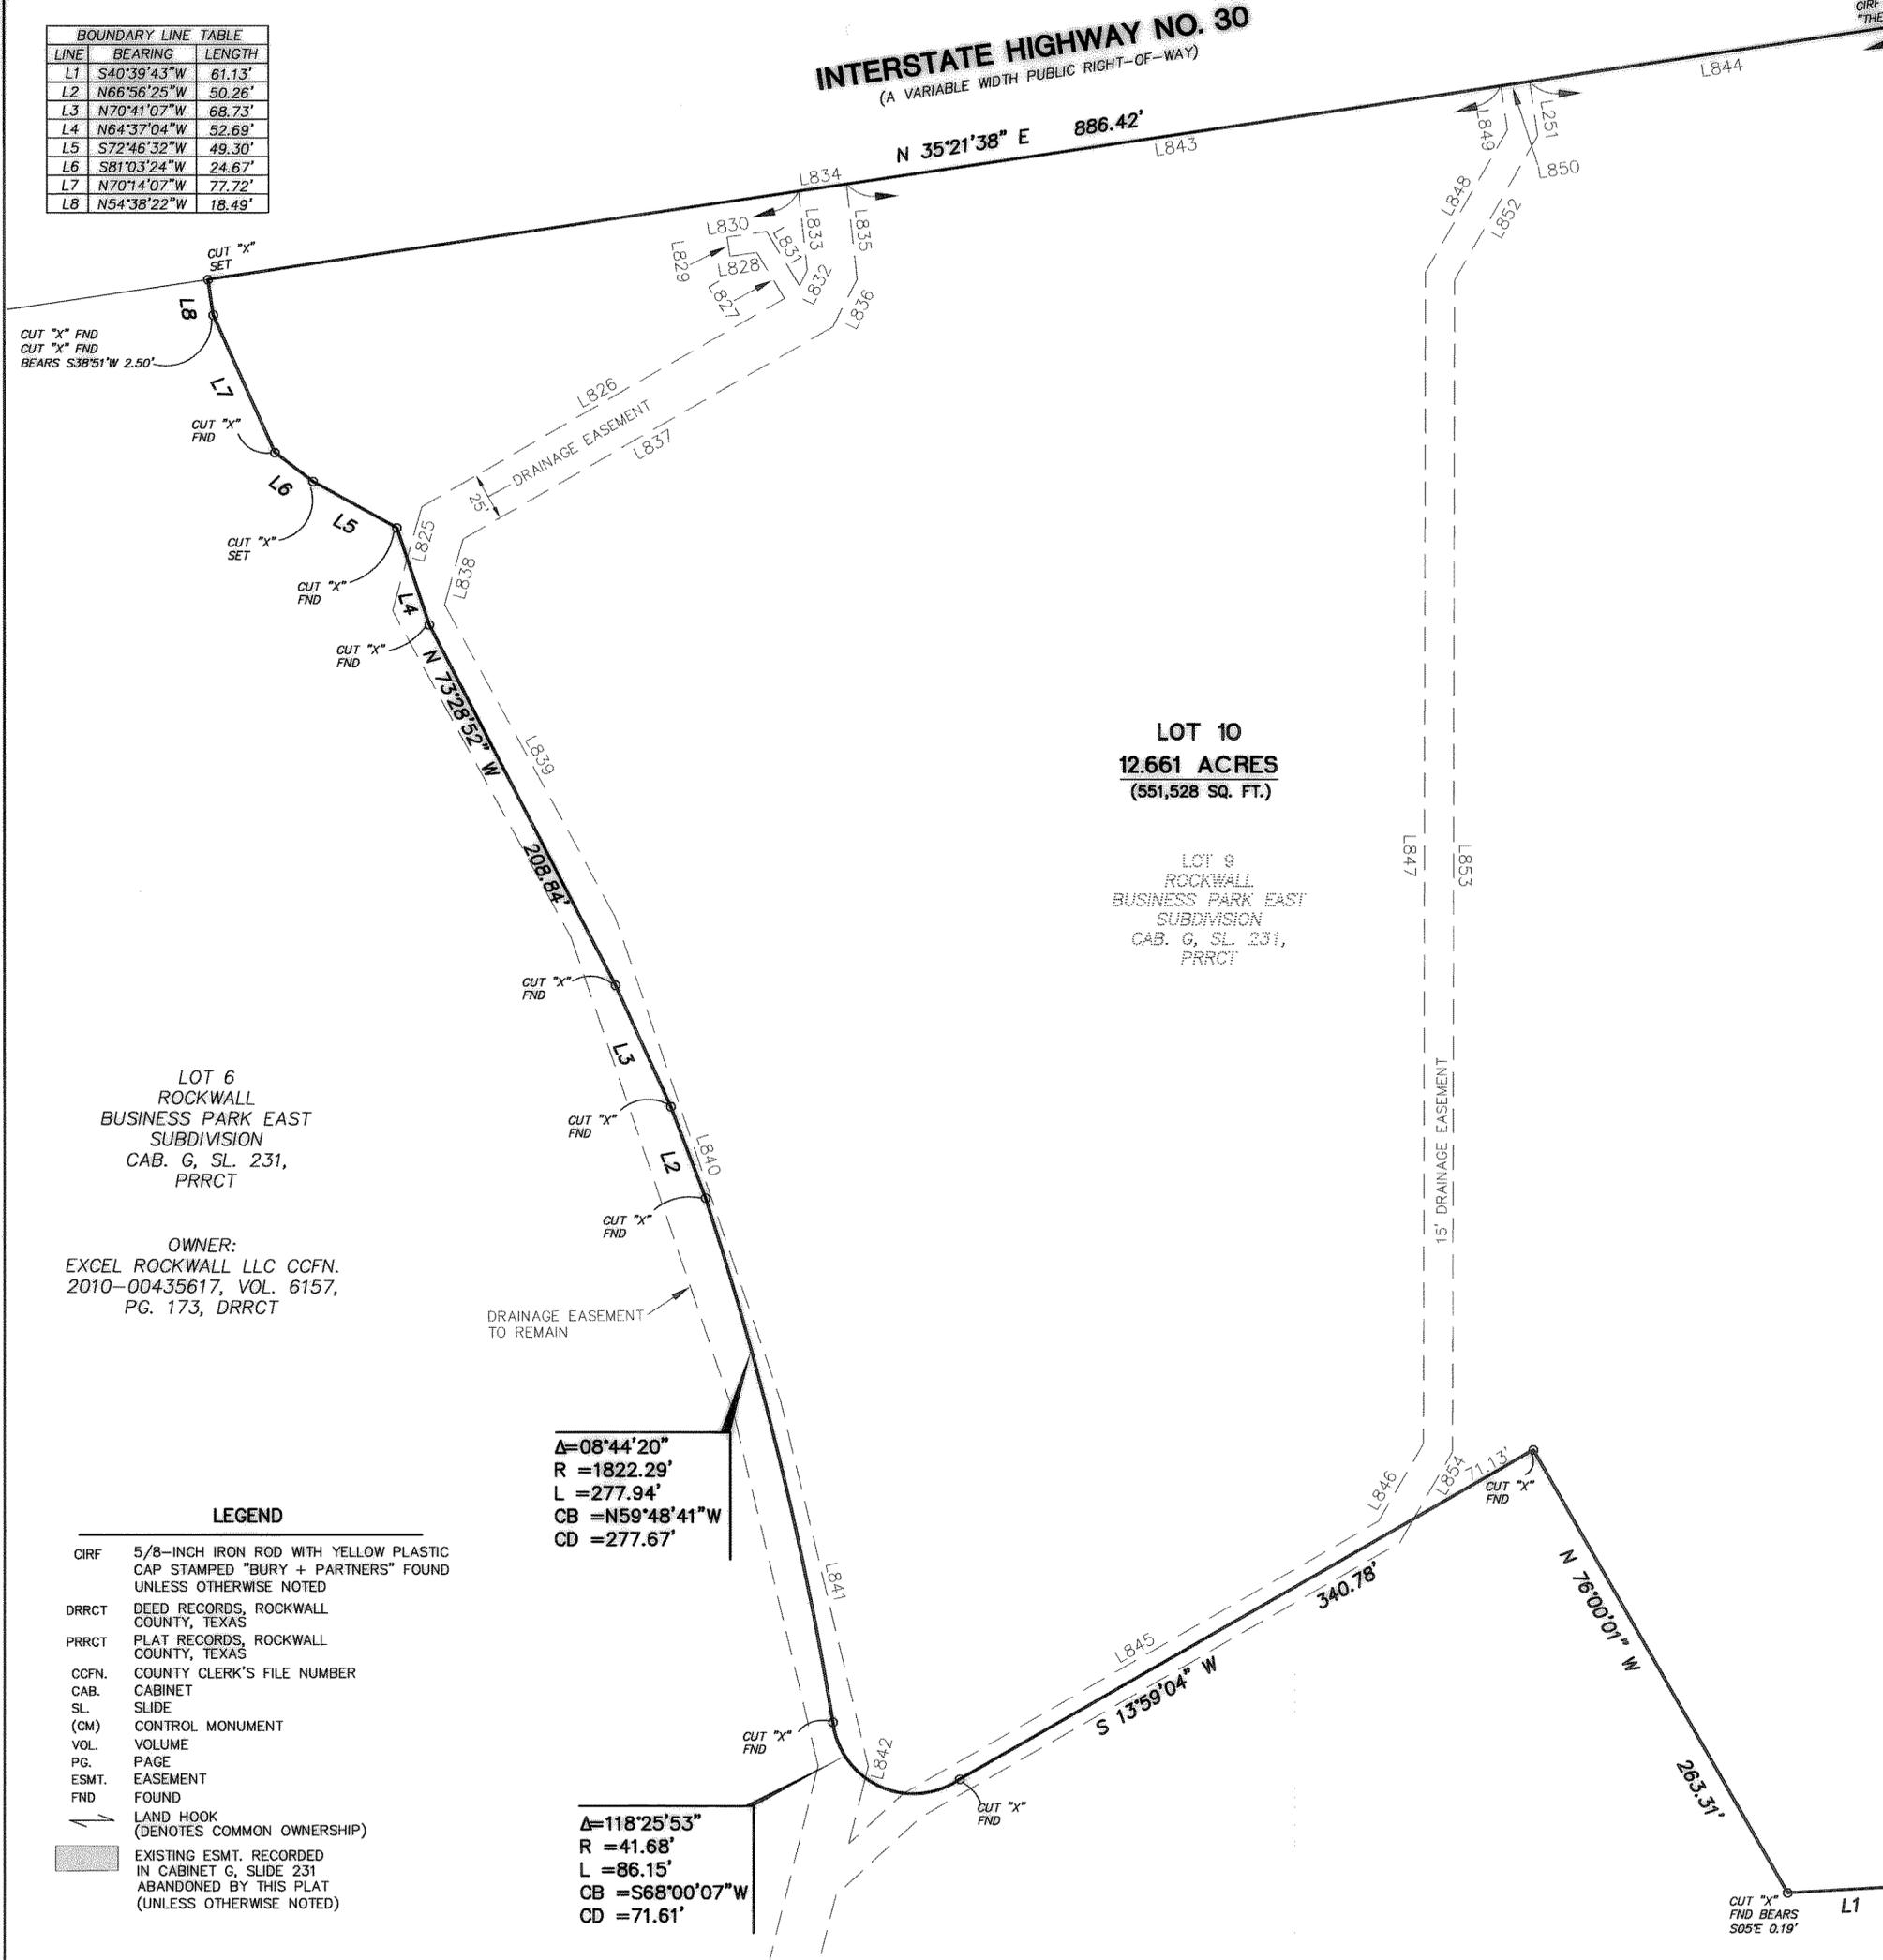 BOUNDARY LINE TABLE
LINE BEARING LENGTH
L1 S40°39'43"W 61.13'
L2 N66°56'25"W 50.26'
L3 N70°41'07"W 68.73'
L4 N64°37'04"W 52.69'
L5 S72°46'32"W 49.30'
L6 S81°03'24"W 24.67'
L7 N70°14'07"W 77.72'
L8 N54°38'22"W 18.49'
INTERSTATE HIGHWAY NO. 30
(A VARIABLE WIDTH PUBLIC RIGHT-OF-WAY)
N 35°21'38" E 886.42'
CIRF
"THE
L844
L843
L834
L849
L251
L850
L848
L852
L830
L829
L828
L831
L833
L832
L827
L835
L836
CUT "X"
SET
L8
CUT "X" FND
CUT "X" FND
BEARS S38°51'W 2.50'
L7
CUT "X"
FND
L6
L5
CUT "X"
SET
CUT "X"
FND
L4
CUT "X"
FND
L826
DRAINAGE EASEMENT
L837
25'
L825
L838
N 73°28'52" W
208.84'
L839
LOT 10
12.661 ACRES
(551,528 SQ. FT.)
LOT 9
ROCKWALL
BUSINESS PARK EAST
SUBDIVISION
CAB. G, SL. 231,
PRRCT
L847
L853
15' DRAINAGE EASEMENT
CUT "X"
FND
L3
CUT "X"
FND
L2
L840
CUT "X"
FND
LOT 6
ROCKWALL
BUSINESS PARK EAST
SUBDIVISION
CAB. G, SL. 231,
PRRCT
OWNER:
EXCEL ROCKWALL LLC CCFN.
2010-00435617, VOL. 6157,
PG. 173, DRRCT
DRAINAGE EASEMENT
TO REMAIN
Δ=08°44'20"
R =1822.29'
L =277.94'
CB =N59°48'41"W
CD =277.67'
L841
L846
L854
71.13'
CUT "X"
FND
L845
340.78'
S 13°59'04" W
N 76°00'01" W
263.31'
CUT "X"
FND
L842
CUT "X"
FND
Δ=118°25'53"
R =41.68'
L =86.15'
CB =S68°00'07"W
CD =71.61'
CUT "X"
FND BEARS
S05°E 0.19'
L1
LEGEND
CIRF 5/8-INCH IRON ROD WITH YELLOW PLASTIC
CAP STAMPED "BURY + PARTNERS" FOUND
UNLESS OTHERWISE NOTED
DRRCT DEED RECORDS, ROCKWALL
COUNTY, TEXAS
PRRCT PLAT RECORDS, ROCKWALL
COUNTY, TEXAS
CCFN. COUNTY CLERK'S FILE NUMBER
CAB. CABINET
SL. SLIDE
(CM) CONTROL MONUMENT
VOL. VOLUME
PG. PAGE
ESMT. EASEMENT
FND FOUND
LAND HOOK
(DENOTES COMMON OWNERSHIP)
EXISTING ESMT. RECORDED
IN CABINET G, SLIDE 231
ABANDONED BY THIS PLAT
(UNLESS OTHERWISE NOTED)